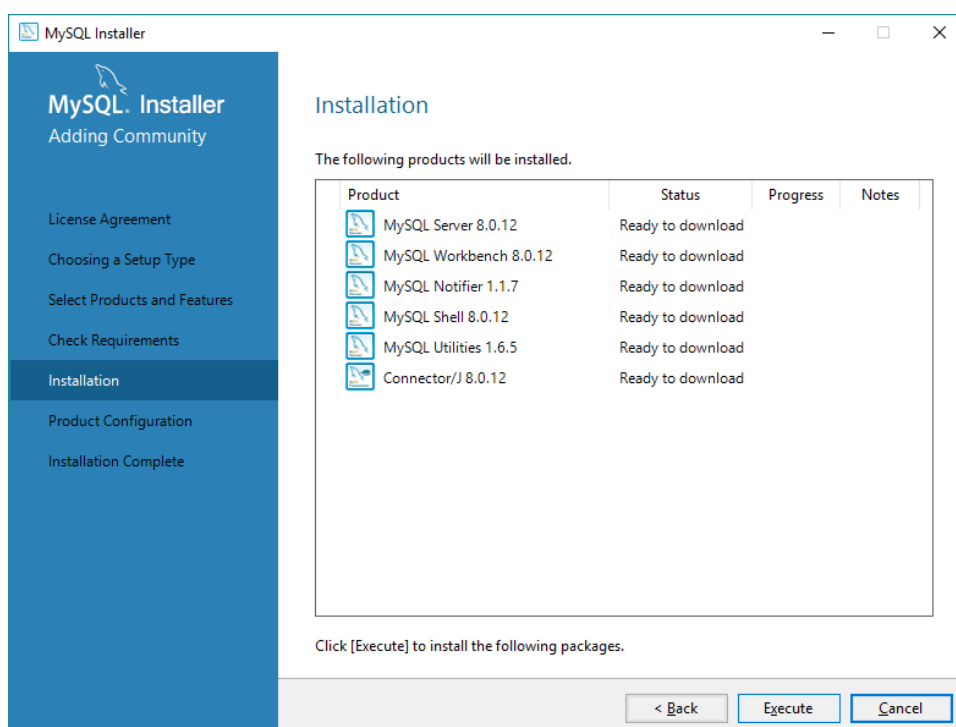 MySQL Installer
MySQL. Installer
Adding Community
License Agreement
Choosing a Setup Type
Select Products and Features
Check Requirements
Installation
Product Configuration
Installation Complete
Installation
The following products will be installed.
Product Status Progress Notes
MySQL Server 8.0.12 Ready to download
MySQL Workbench 8.0.12 Ready to download
MySQL Notifier 1.1.7 Ready to download
MySQL Shell 8.0.12 Ready to download
MySQL Utilities 1.6.5 Ready to download
Connector/J 8.0.12 Ready to download
Click [Execute] to install the following packages.
< Back Execute Cancel